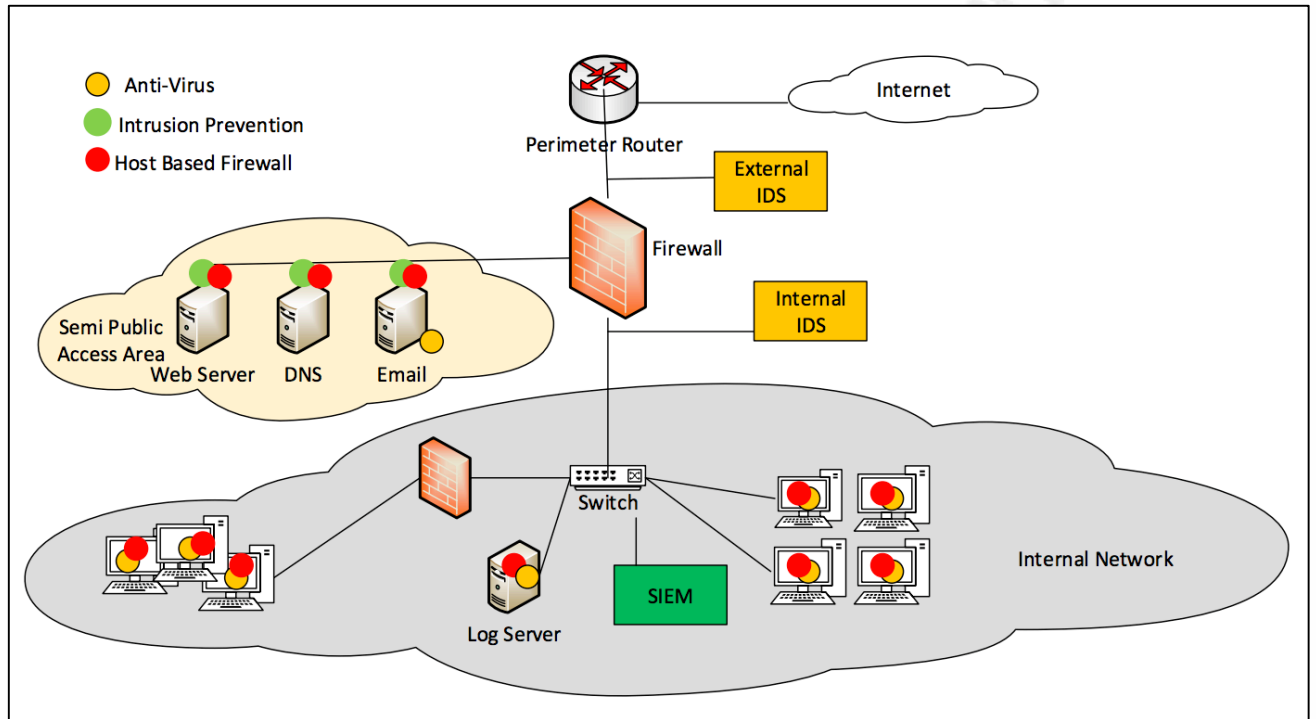 Anti-Virus
Intrusion Prevention
Host Based Firewall
Internet
Perimeter Router
External
IDS
Firewall
Internal
IDS
Semi Public
Access Area
Web Server
DNS
Email
Switch
Internal Network
SIEM
Log Server